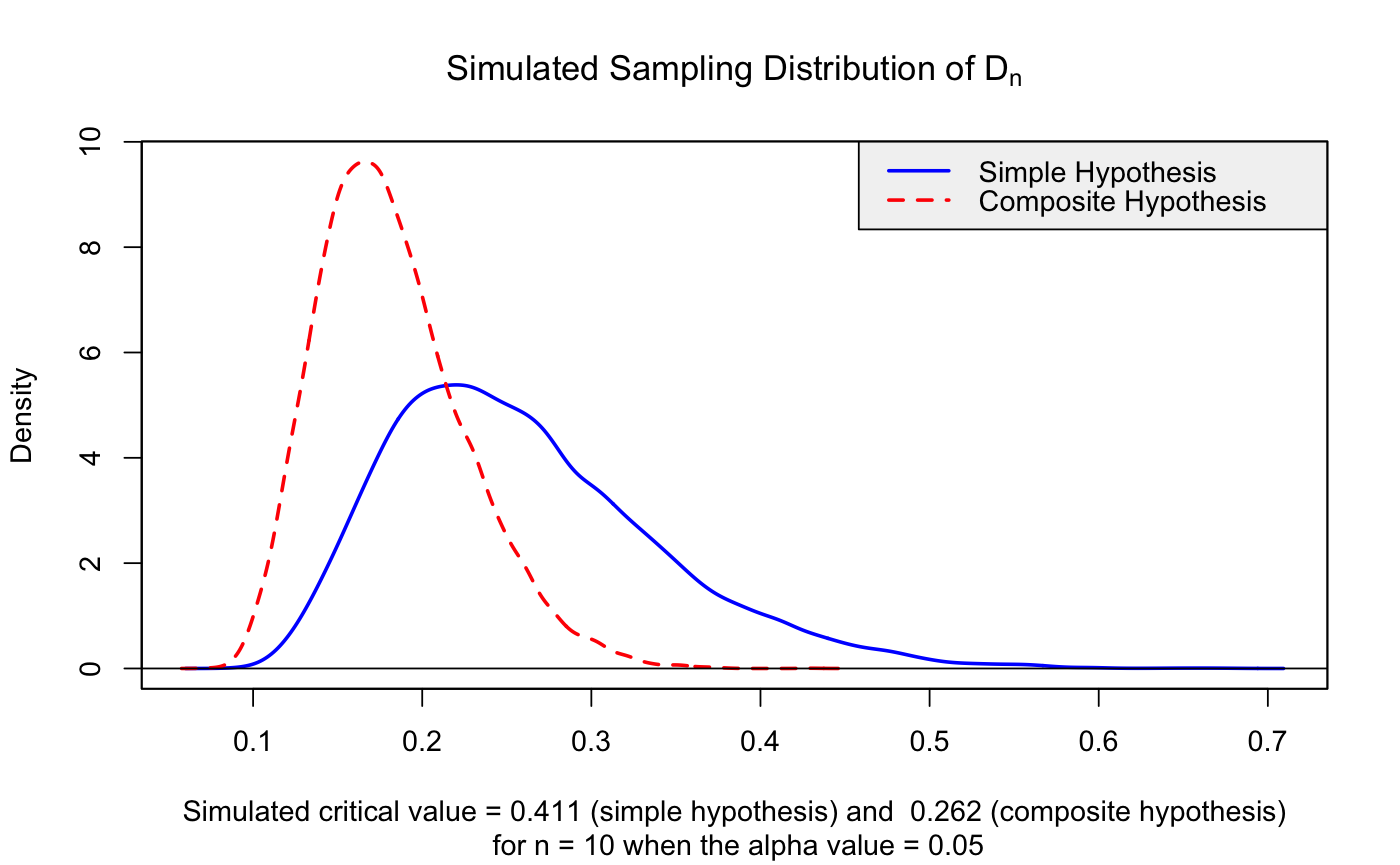 Simulated Sampling Distribution of Dn
Simple Hypothesis
Composite Hypothesis
Density
10
8
6
4
2
0
0.1 0.2 0.3 0.4 0.5 0.6 0.7
Simulated critical value = 0.411 (simple hypothesis) and  0.262 (composite hypothesis)
for n = 10 when the alpha value = 0.05